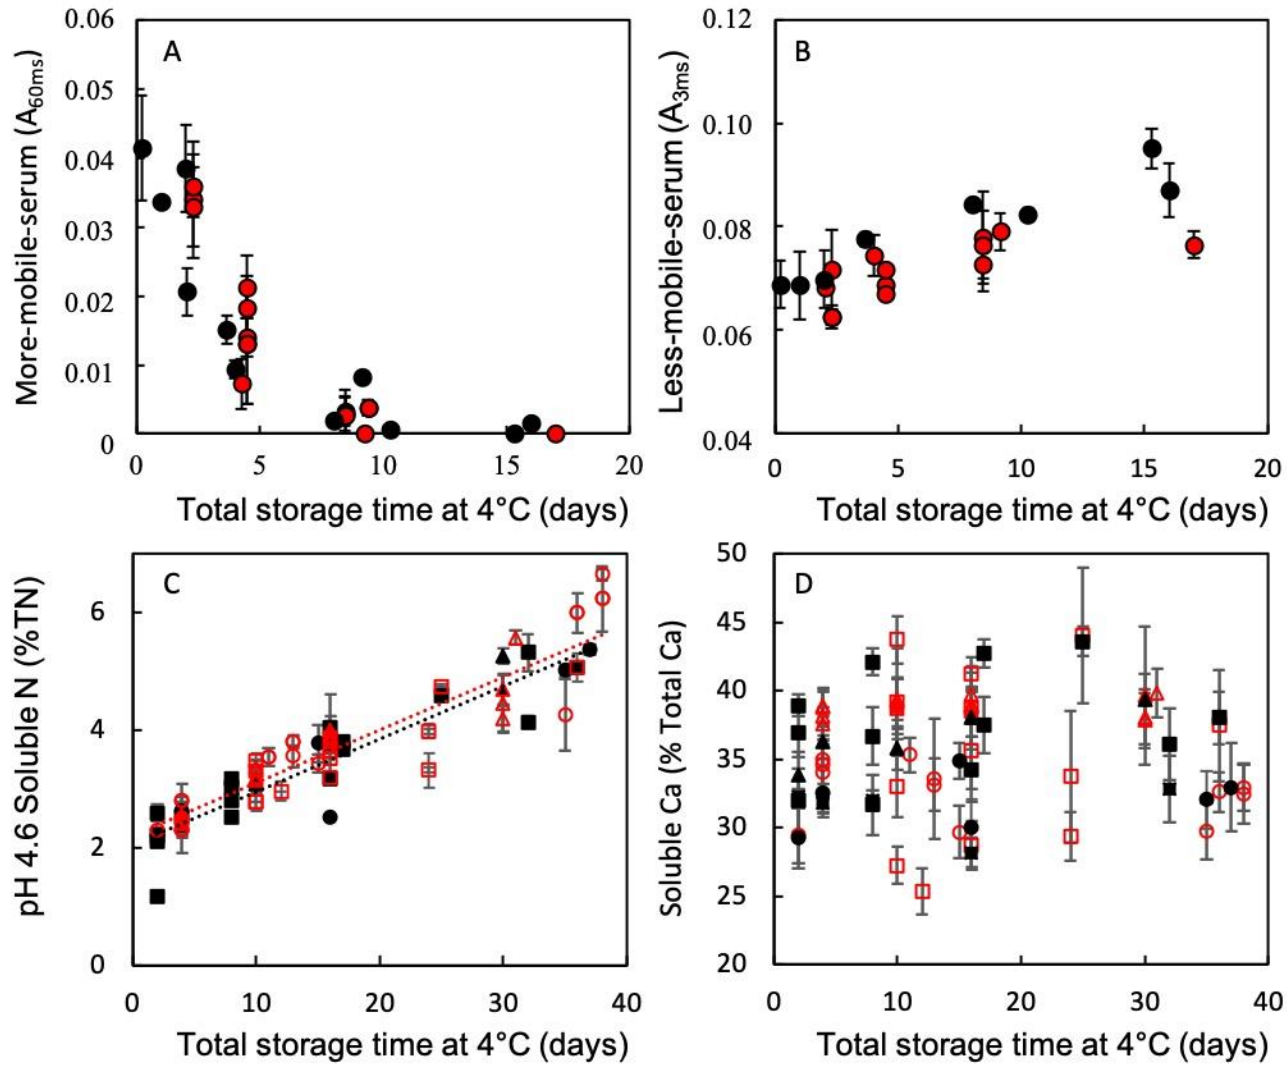 A
More-mobile-serum (A60ms)
0.06
0.05
0.04
0.03
0.02
0.01
0
0 5 10 15 20
Total storage time at 4°C (days)
B
Less-mobile-serum (A3ms)
0.12
0.10
0.08
0.06
0.04
0 5 10 15 20
Total storage time at 4°C (days)
C
pH 4.6 Soluble N (%TN)
6
4
2
0
0 10 20 30 40
Total storage time at 4°C (days)
D
Soluble Ca (% Total Ca)
50
45
40
35
30
25
20
0 10 20 30 40
Total storage time at 4°C (days)